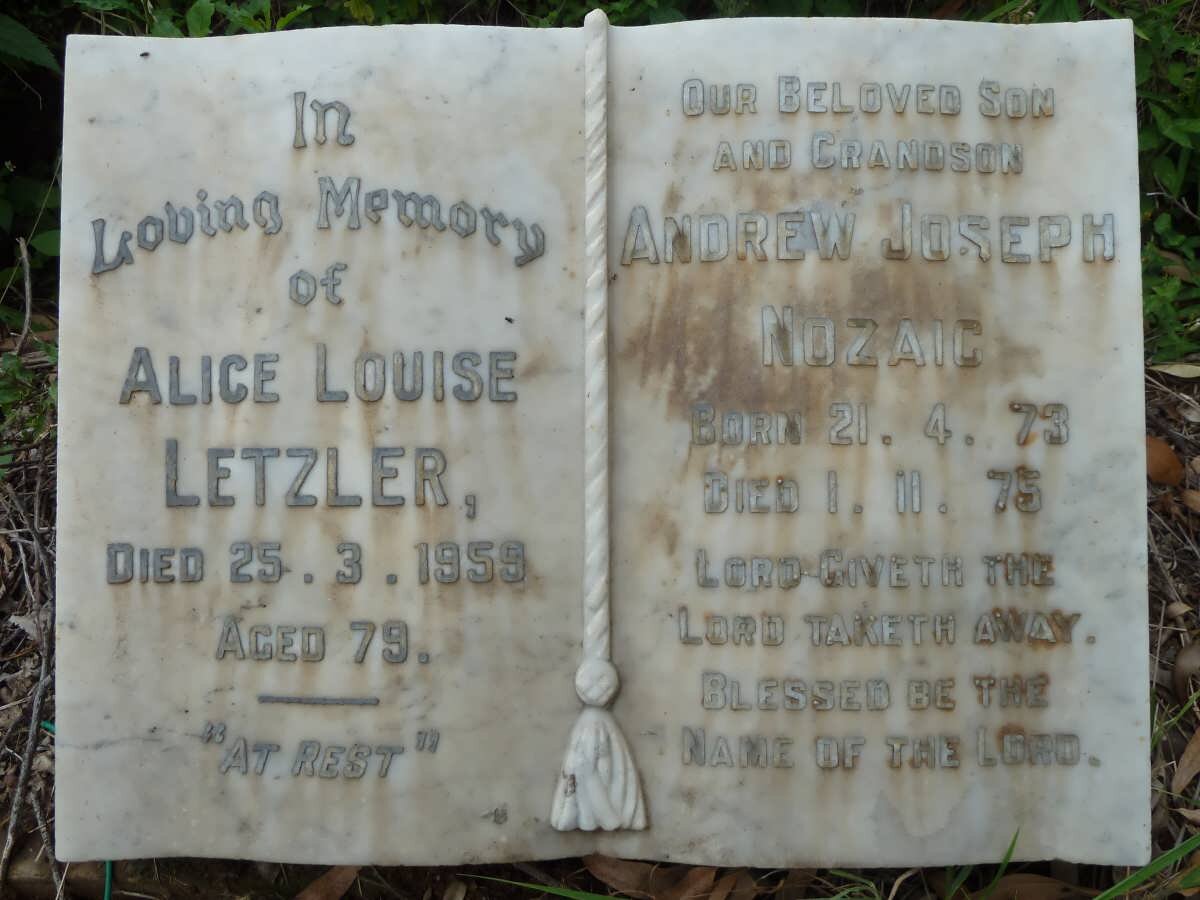 In
Loving Memory
of
ALICE LOUISE
LETZLER,
DIED 25.3.1959
AGED 79.
"AT REST"
OUR BELOVED SON
AND GRANDSON
ANDREW JOSEPH
NOZAIC
BORN 21.4.73
DIED 1.11.75
LORD GIVETH THE
LORD TAKETH AWAY.
BLESSED BE THE
NAME OF THE LORD.